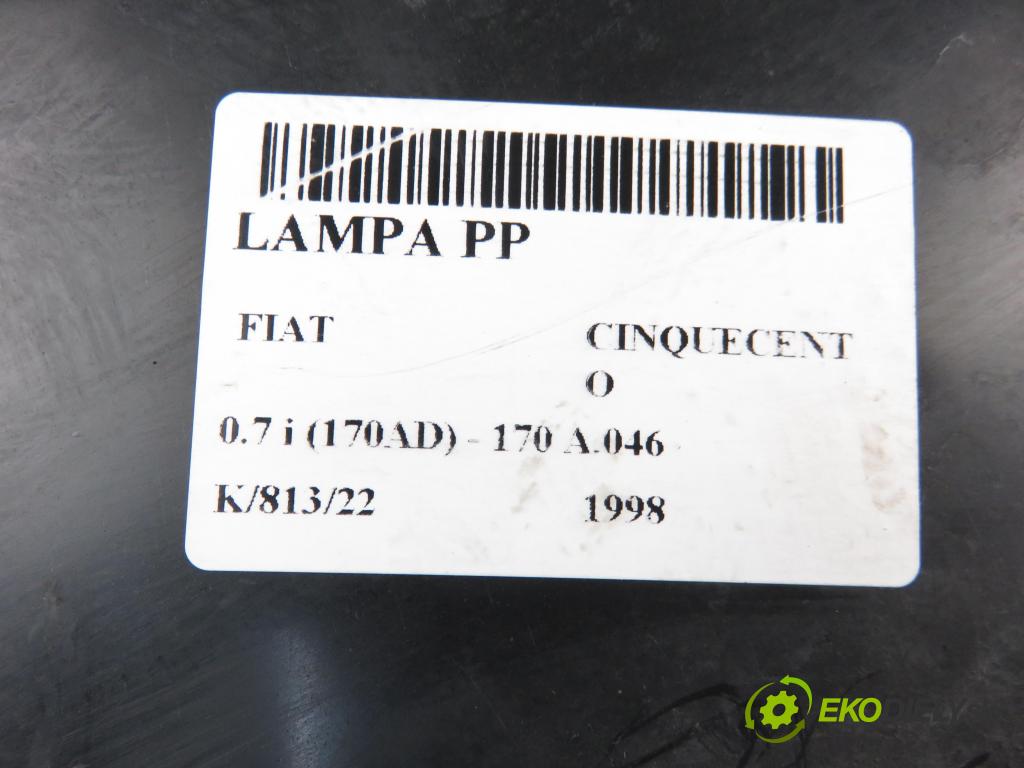 LAMPA PP
FIAT
CINQUECENT
O
0.7 i (170AD) - 170 A.046
K/813/22
1998
EKO